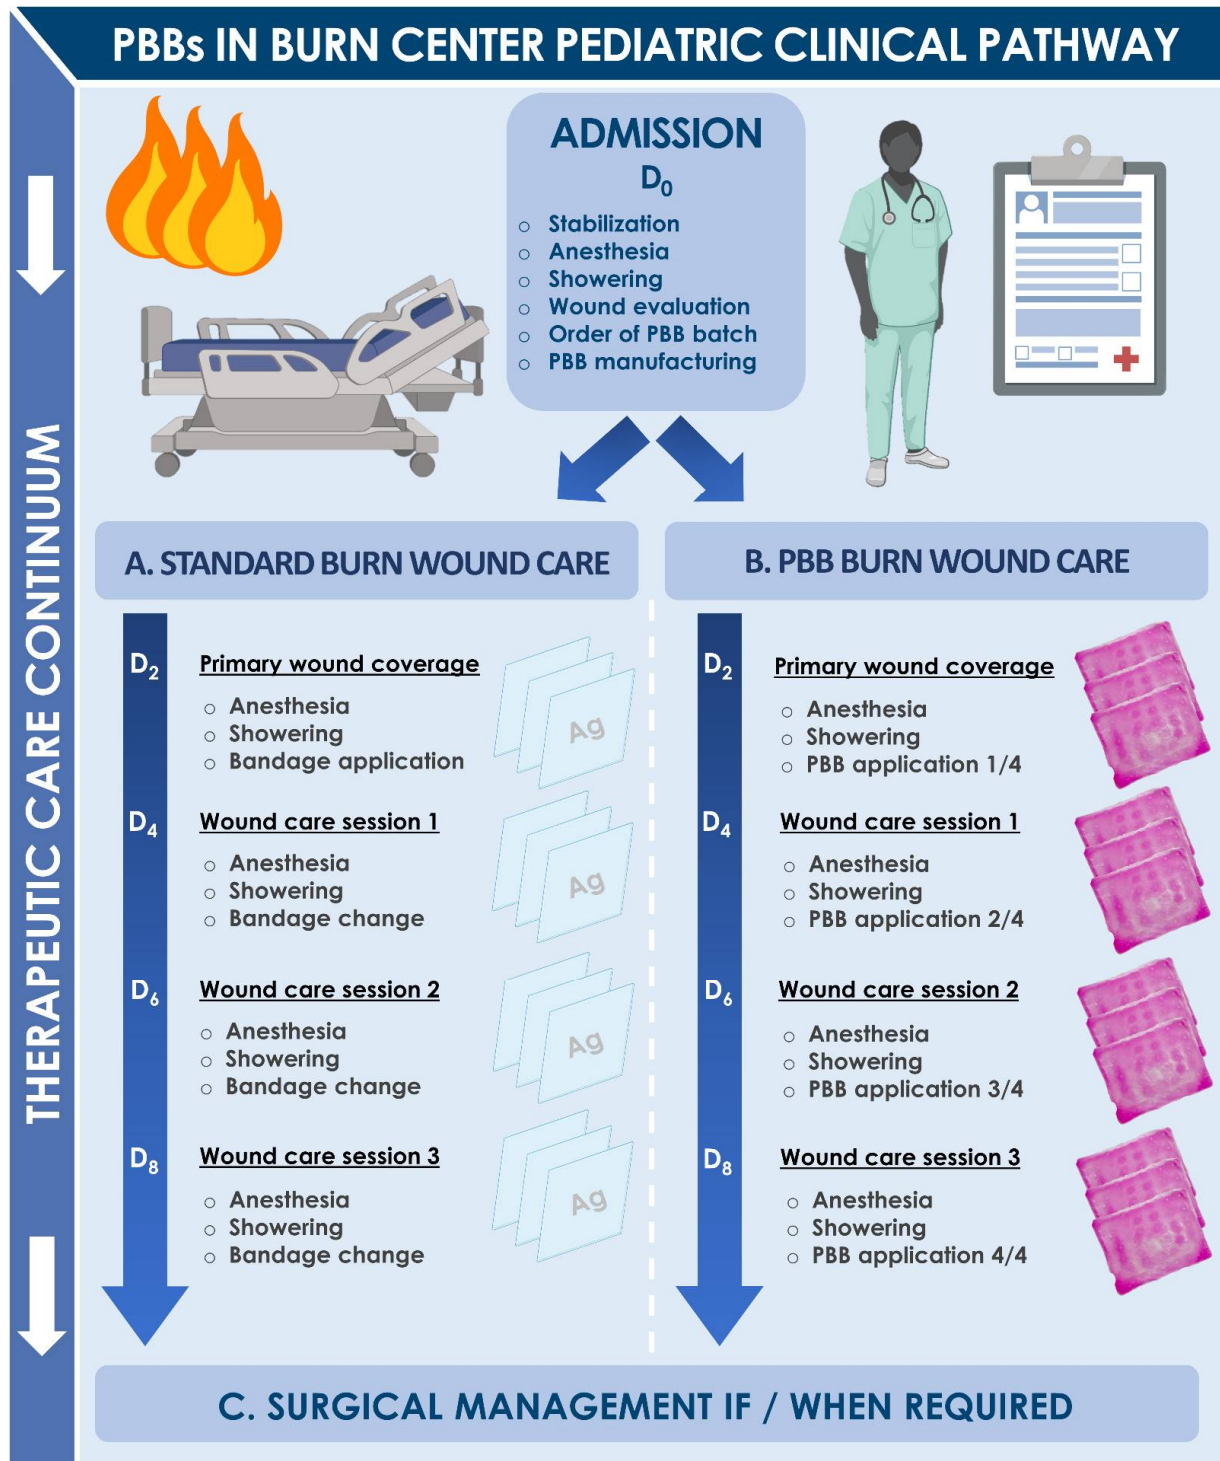 PBBs IN BURN CENTER PEDIATRIC CLINICAL PATHWAY
THERAPEUTIC CARE CONTINUUM
ADMISSION
D₀
○ Stabilization
○ Anesthesia
○ Showering
○ Wound evaluation
○ Order of PBB batch
○ PBB manufacturing
A. STANDARD BURN WOUND CARE
D₂
Primary wound coverage
○ Anesthesia
○ Showering
○ Bandage application
Ag
D₄
Wound care session 1
○ Anesthesia
○ Showering
○ Bandage change
Ag
D₆
Wound care session 2
○ Anesthesia
○ Showering
○ Bandage change
Ag
D₈
Wound care session 3
○ Anesthesia
○ Showering
○ Bandage change
Ag
B. PBB BURN WOUND CARE
D₂
Primary wound coverage
○ Anesthesia
○ Showering
○ PBB application 1/4
D₄
Wound care session 1
○ Anesthesia
○ Showering
○ PBB application 2/4
D₆
Wound care session 2
○ Anesthesia
○ Showering
○ PBB application 3/4
D₈
Wound care session 3
○ Anesthesia
○ Showering
○ PBB application 4/4
C. SURGICAL MANAGEMENT IF / WHEN REQUIRED